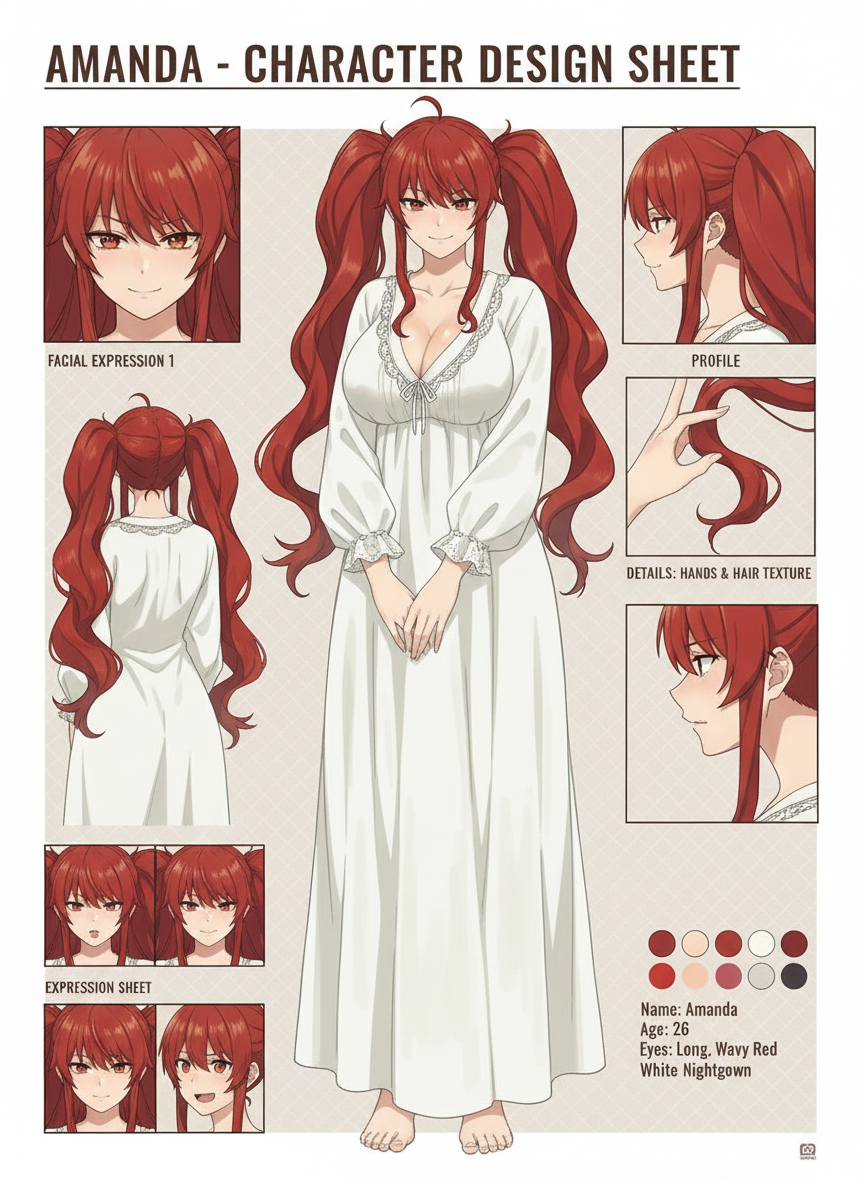 AMANDA - CHARACTER DESIGN SHEET
FACIAL EXPRESSION 1
PROFILE
DETAILS: HANDS & HAIR TEXTURE
EXPRESSION SHEET
Name: Amanda
Age: 26
Eyes: Long, Wavy Red
White Nightgown